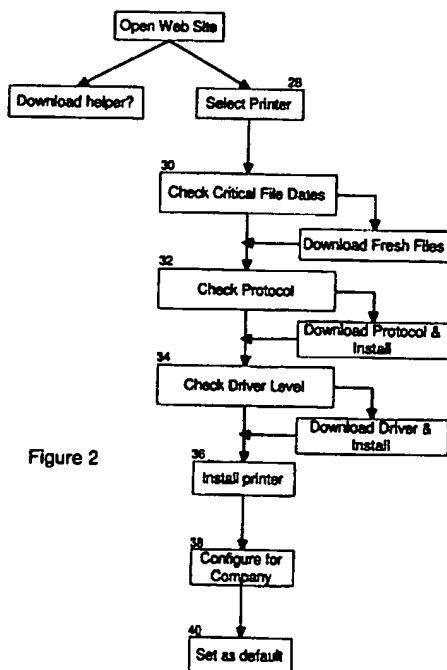 Open Web Site
Download helper?
28
Select Printer
30
Check Critical File Dates
Download Fresh Files
32
Check Protocol
Download Protocol &
Install
34
Check Driver Level
Download Driver &
Install
Figure 2
36
Install printer
38
Configure for
Company
40
Set as default